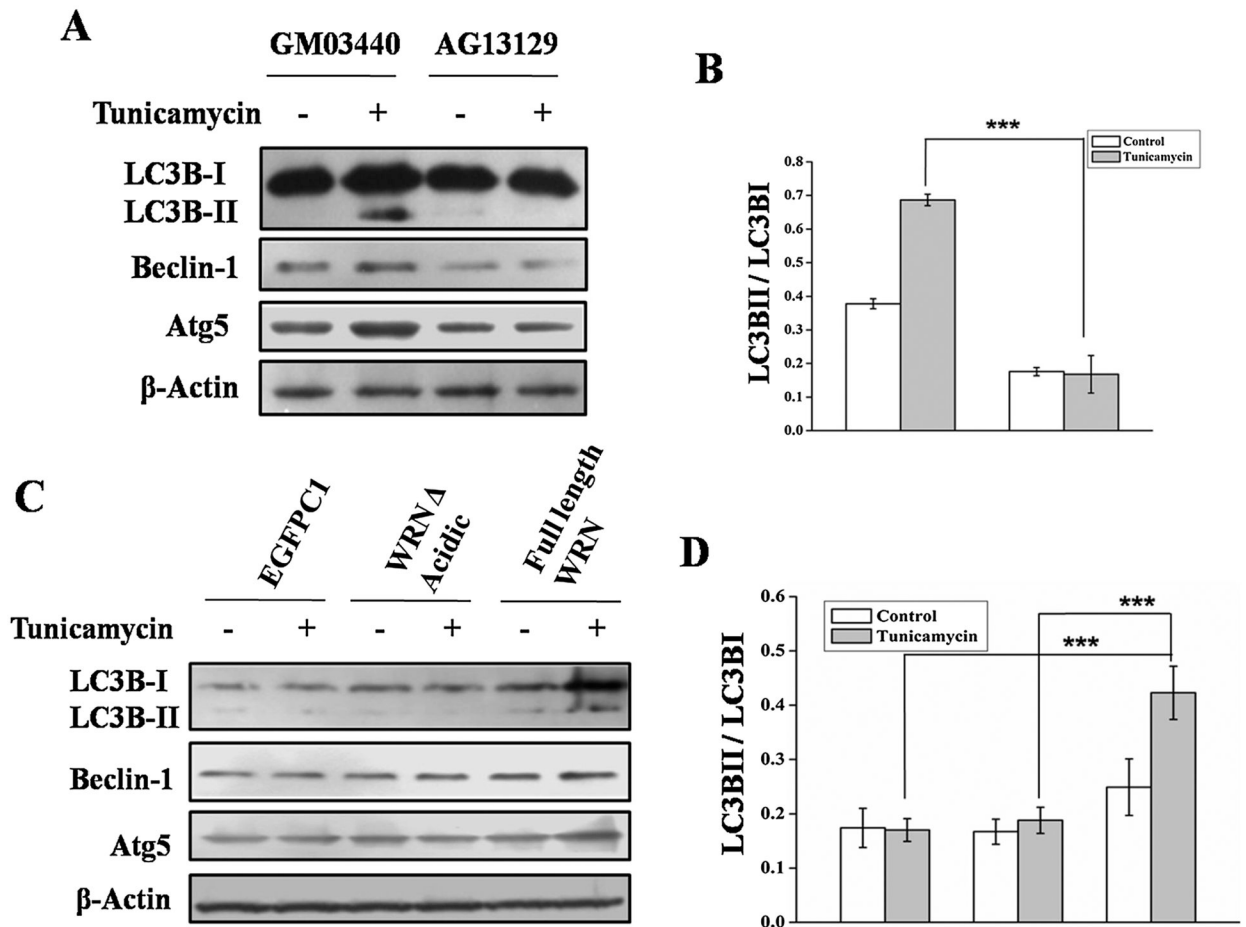 A
GM03440 AG13129
Tunicamycin - + - +
LC3B-I
LC3B-II
Beclin-1
Atg5
β-Actin
B
***
Control
Tunicamycin
LC3BII / LC3BI
0.8
0.7
0.6
0.5
0.4
0.3
0.2
0.1
0.0
C
EGFPC1
WRN Δ
Acidic
Full length
WRN
Tunicamycin - + - + - +
LC3B-I
LC3B-II
Beclin-1
Atg5
β-Actin
D
Control
Tunicamycin
***
***
LC3BII / LC3BI
0.6
0.5
0.4
0.3
0.2
0.1
0.0